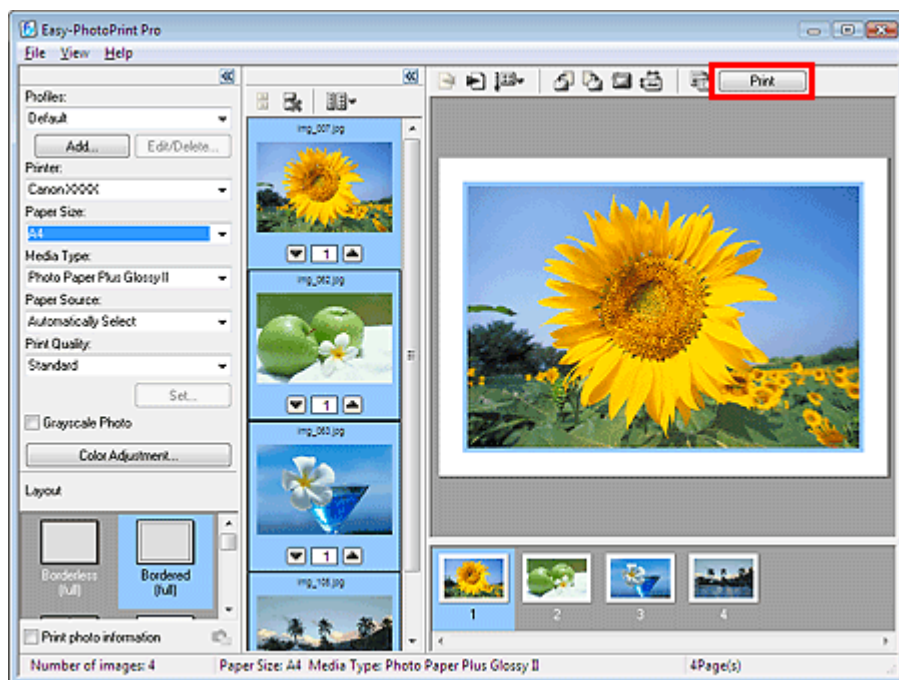 Easy-PhotoPrint Pro
File View Help
Profiles:
Default
Add... Edit/Delete...
Printer:
Canon XXXX
Paper Size:
A4
Media Type:
Photo Paper Plus Glossy II
Paper Source:
Automatically Select
Print Quality:
Standard
Set...
Grayscale Photo
Color Adjustment...
Layout
Borderless
(full)
Bordered
(full)
Print photo information
img_007.jpg
1
img_062.jpg
1
img_063.jpg
1
img_108.jpg
Print
1 2 3 4
Number of images: 4 Paper Size: A4 Media Type: Photo Paper Plus Glossy II 4Page(s)